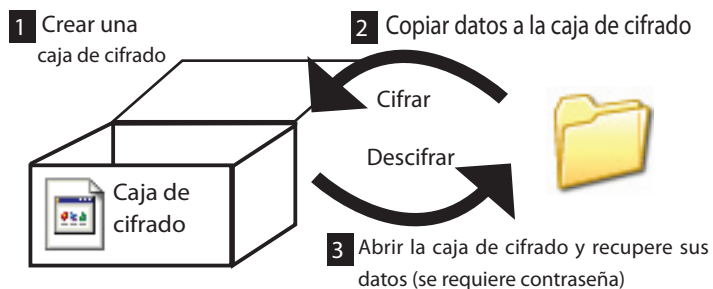 1 Crear una
caja de cifrado
2 Copiar datos a la caja de cifrado
Cifrar
Descifrar
Caja de
cifrado
3 Abrir la caja de cifrado y recupere sus
datos (se requiere contraseña)